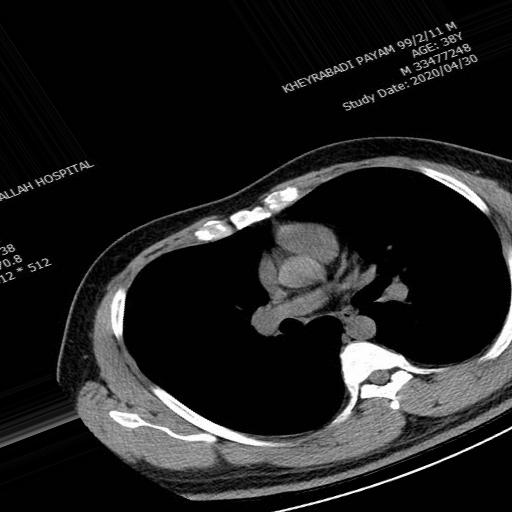 KHEYRABADI PAYAM 99/2/11 M
AGE: 38Y
M 33477248
Study Date: 2020/04/30
ALLAH HOSPITAL
38
70.8
12 * 512